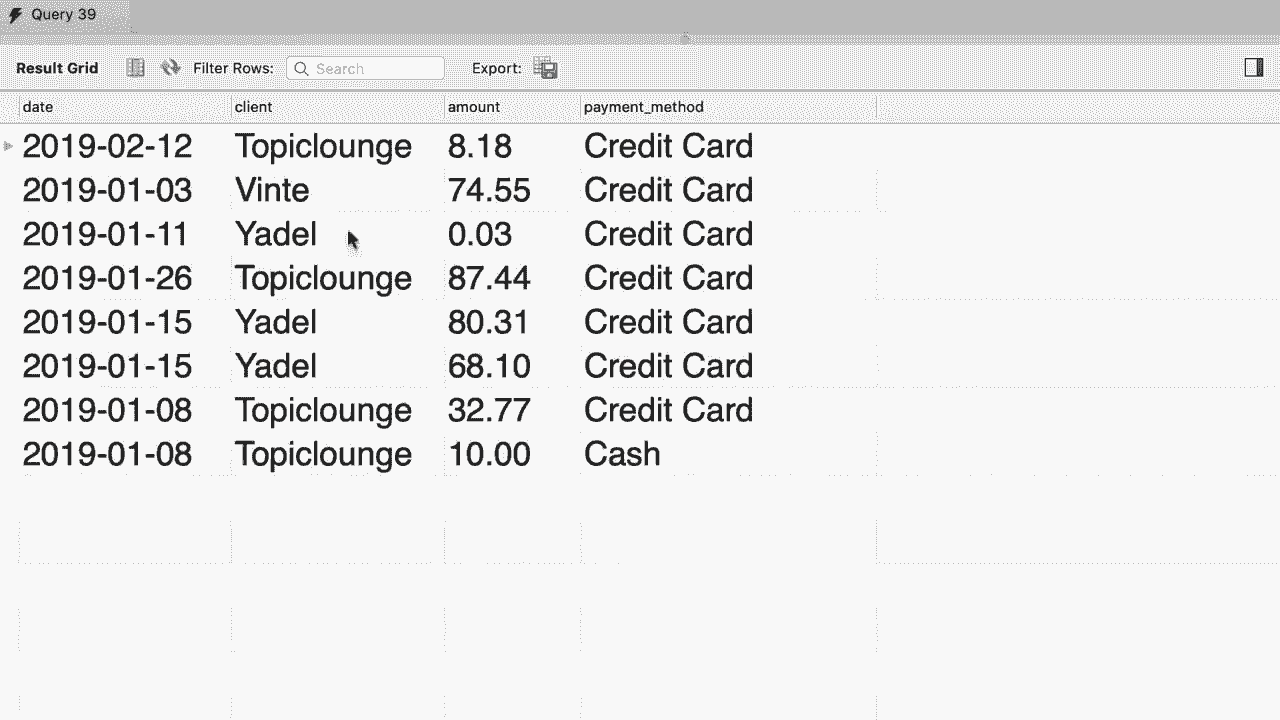 Query 39
Result Grid Filter Rows: Search Export:
date client amount payment_method
2019-02-12 Topiclounge 8.18 Credit Card
2019-01-03 Vinte 74.55 Credit Card
2019-01-11 Yadel 0.03 Credit Card
2019-01-26 Topiclounge 87.44 Credit Card
2019-01-15 Yadel 80.31 Credit Card
2019-01-15 Yadel 68.10 Credit Card
2019-01-08 Topiclounge 32.77 Credit Card
2019-01-08 Topiclounge 10.00 Cash